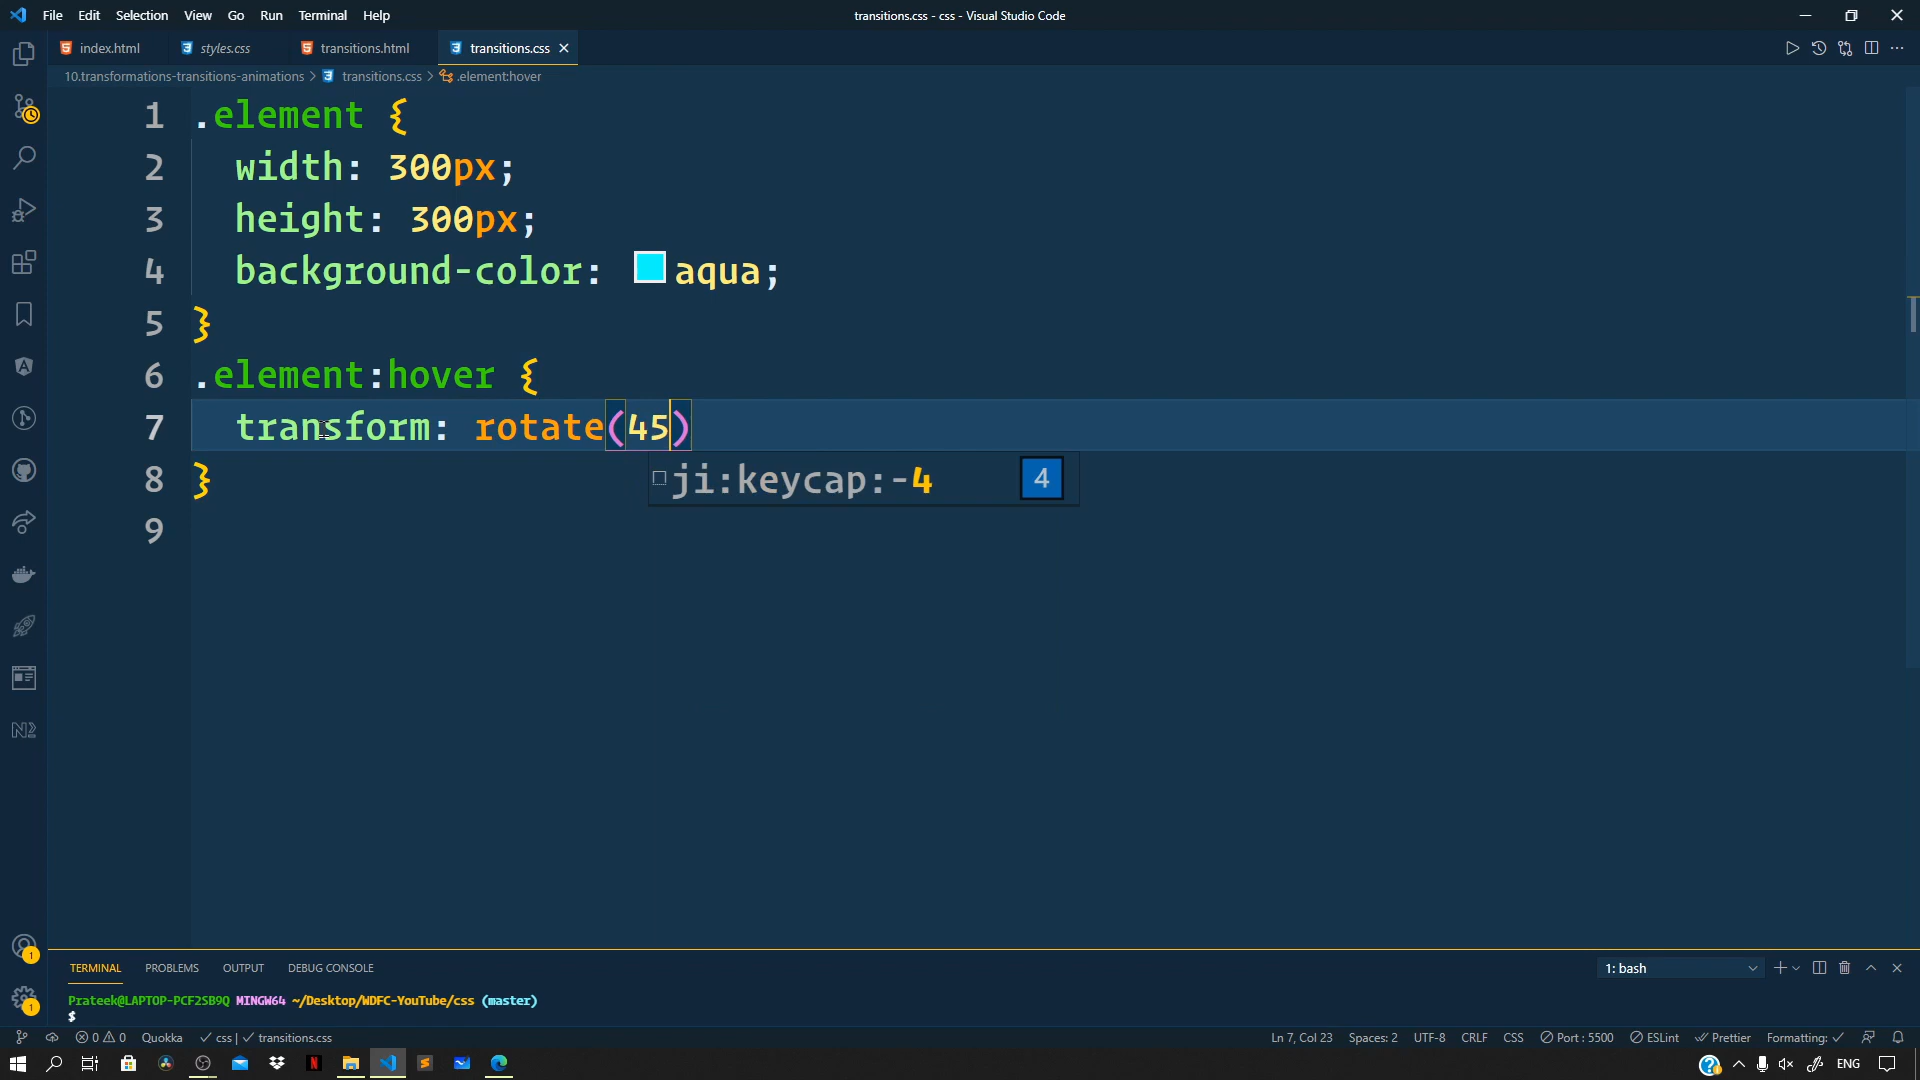 File Edit Selection View Go Run Terminal Help transitions.css - css - Visual Studio Code
index.html styles.css transitions.html transitions.css
10.transformations-transitions-animations > transitions.css > .element:hover
1 .element {
2 width: 300px;
3 height: 300px;
4 background-color: aqua;
5 }
6 .element:hover {
7 transform: rotate(45)
ji:keycap:-4 4
8 }
9
TERMINAL PROBLEMS OUTPUT DEBUG CONSOLE 1: bash
Prateek@LAPTOP-PCF2SB9Q MINGW64 ~/Desktop/WDFC-YouTube/css (master)
$
0 0 Quokka css | transitions.css Ln 7, Col 23 Spaces: 2 UTF-8 CRLF CSS Port : 5500 ESLint Prettier Formatting:
ENG